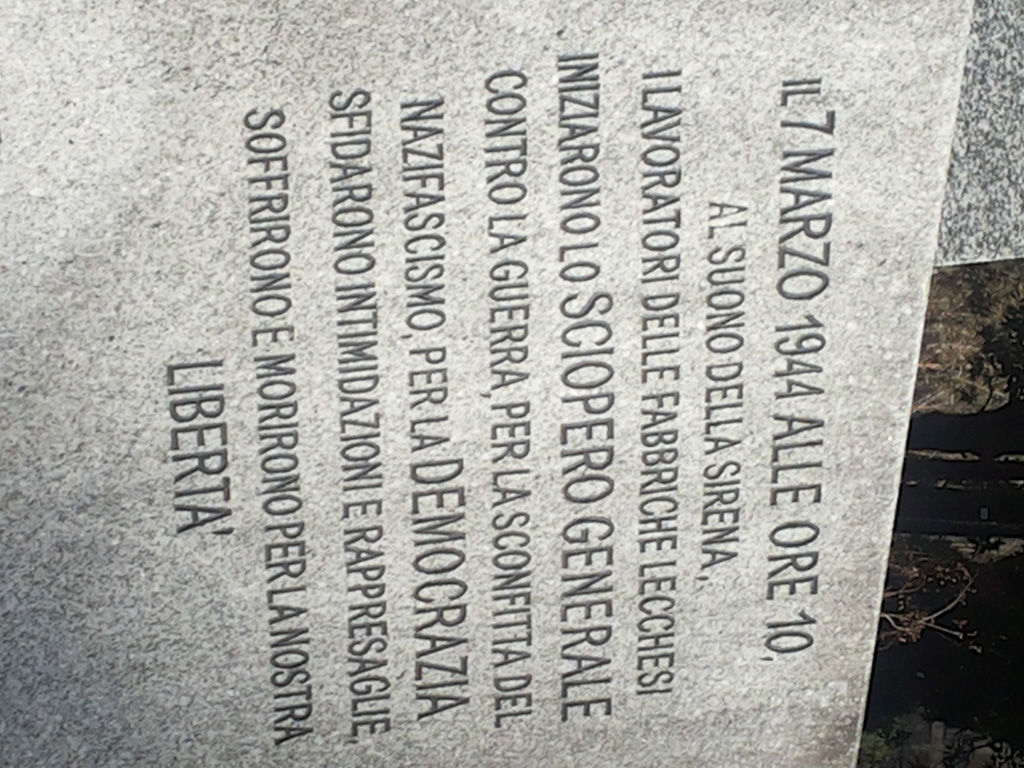 IL 7 MARZO 1944 ALLE ORE 10,
AL SUONO DELLA SIRENA,
I LAVORATORI DELLE FABBRICHE LECCHESI
INIZIARONO LO SCIOPERO GENERALE
CONTRO LA GUERRA, PER LA SCONFITTA DEL
NAZIFASCISMO, PER LA DEMOCRAZIA
SFIDARONO INTIMIDAZIONI E RAPPRESAGLIE,
SOFFRIRONO E MORIRONO PER LA NOSTRA
LIBERTA'